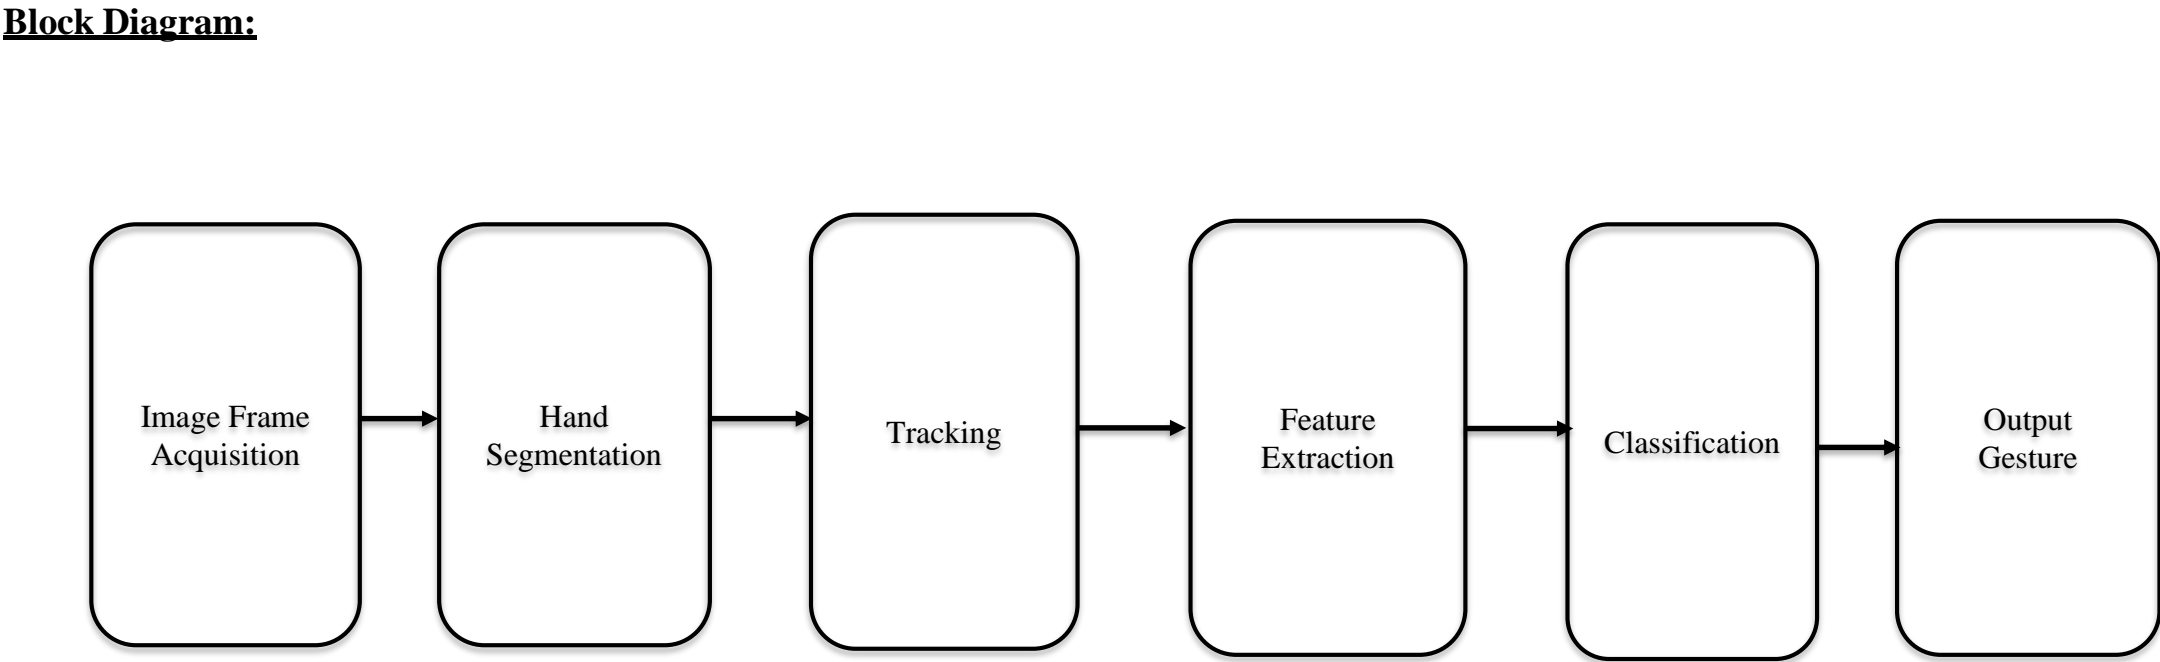 Block Diagram:
Image Frame
Acquisition
Hand
Segmentation
Tracking
Feature
Extraction
Classification
Output
Gesture